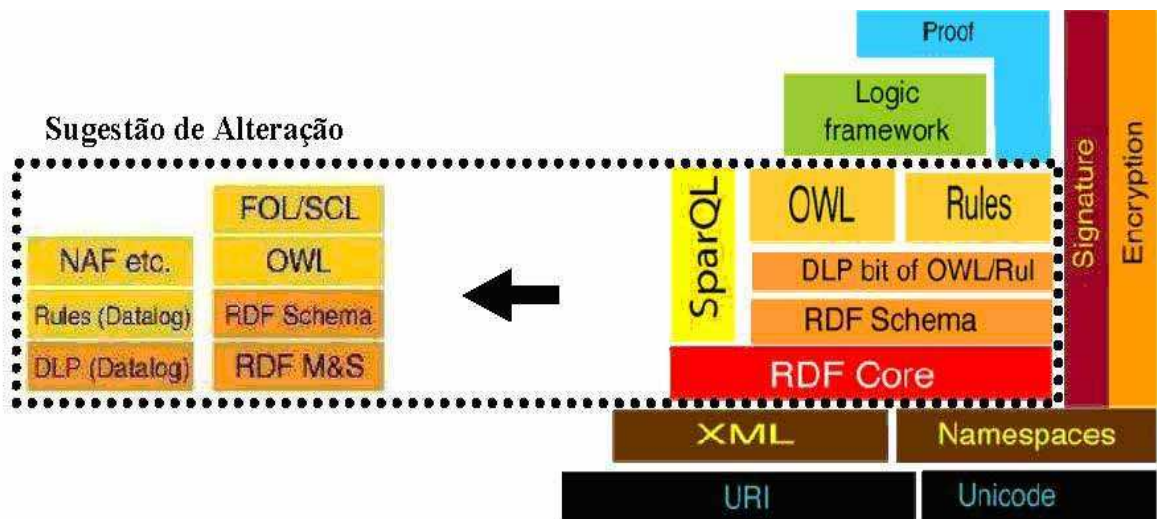 Proof
Logic
framework
Sugestão de Alteração
Signature
Encryption
FOL/SCL
NAF etc.
OWL
Rules (Datalog)
RDF Schema
DLP (Datalog)
RDF M&S
SparQL
OWL
Rules
DLP bit of OWL/Rul
RDF Schema
RDF Core
XML
Namespaces
URI
Unicode